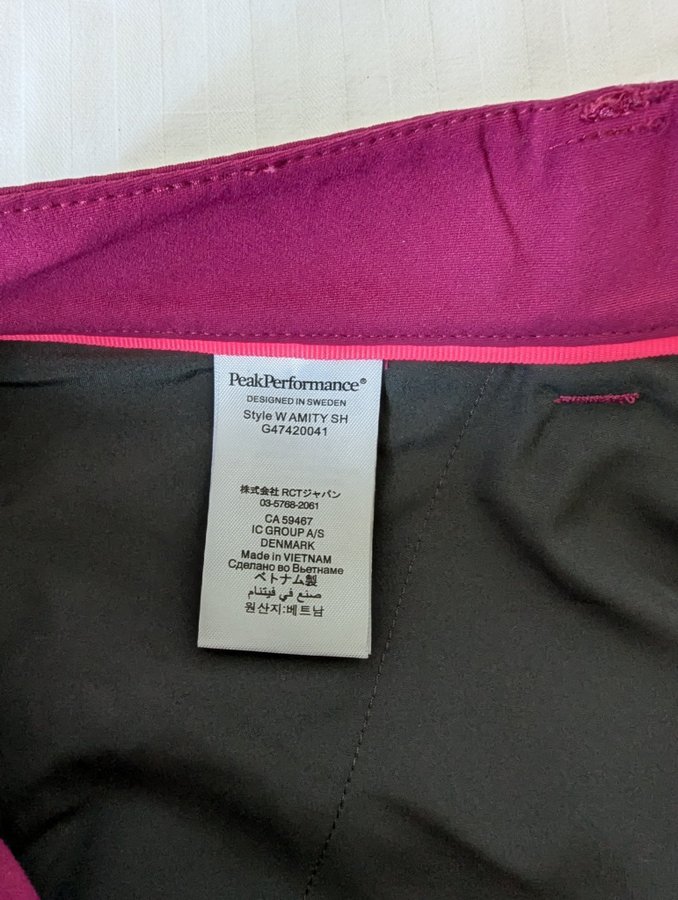 PeakPerformance®
DESIGNED IN SWEDEN
Style W AMITY SH
G47420041
株式会社 RCTジャパン
03-5768-2061
CA 59467
IC GROUP A/S
DENMARK
Made in VIETNAM
Сделано во Вьетнаме
ベトナム製
صنع في فيتنام
원산지:베트남